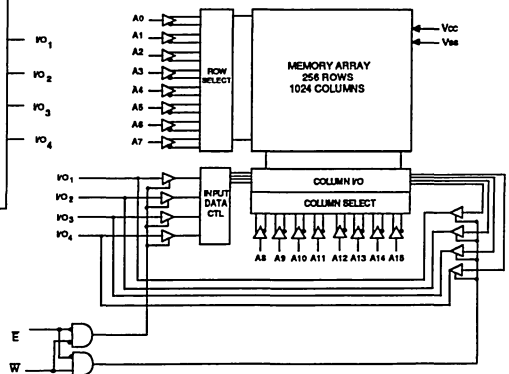 I/O1
I/O2
I/O3
I/O4
A0
A1
A2
A3
A4
A5
A6
A7
ROW
SELECT
MEMORY ARRAY
256 ROWS
1024 COLUMNS
Vcc
Vss
I/O1
I/O2
I/O3
I/O4
INPUT
DATA
CTL
COLUMN I/O
COLUMN SELECT
A8 A9 A10 A11 A12 A13 A14 A15
E
W